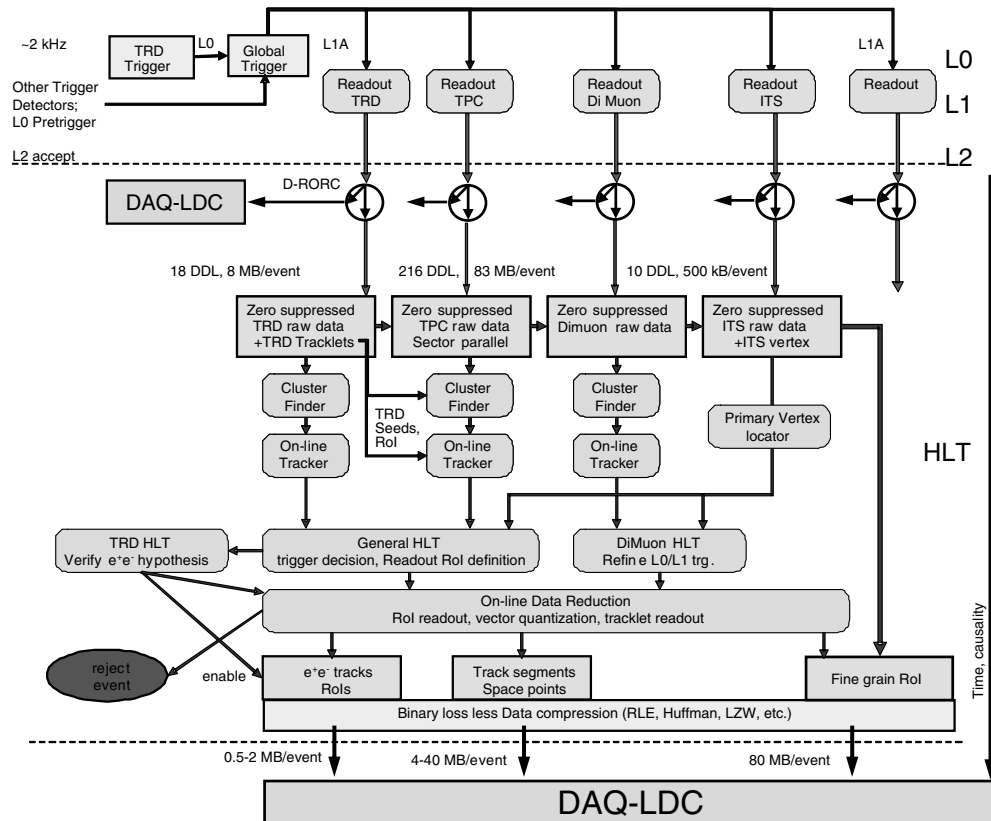 ~2 kHz
TRD
Trigger
L0
Global
Trigger
L1A
L1A
L0
Other Trigger
Detectors;
L0 Pretrigger
Readout
TRD
Readout
TPC
Readout
Di Muon
Readout
ITS
Readout
L1
L2 accept
L2
DAQ-LDC
D-RORC
18 DDL, 8 MB/event
216 DDL, 83 MB/event
10 DDL, 500 kB/event
Zero suppressed
TRD raw data
+TRD Tracklets
Zero suppressed
TPC raw data
Sector parallel
Zero suppressed
Dimuon raw data
Zero suppressed
ITS raw data
+ITS vertex
Cluster
Finder
TRD
Seeds,
RoI
Cluster
Finder
Cluster
Finder
Primary Vertex
locator
On-line
Tracker
On-line
Tracker
On-line
Tracker
HLT
TRD HLT
Verify e+e- hypothesis
General HLT
trigger decision, Readout RoI definition
DiMuon HLT
Refine L0/L1 trg.
On-line Data Reduction
RoI readout, vector quantization, tracklet readout
reject
event
enable
e+e- tracks
RoIs
Track segments
Space points
Fine grain RoI
Time, causality
Binary loss less Data compression (RLE, Huffman, LZW, etc.)
0.5-2 MB/event
4-40 MB/event
80 MB/event
DAQ-LDC